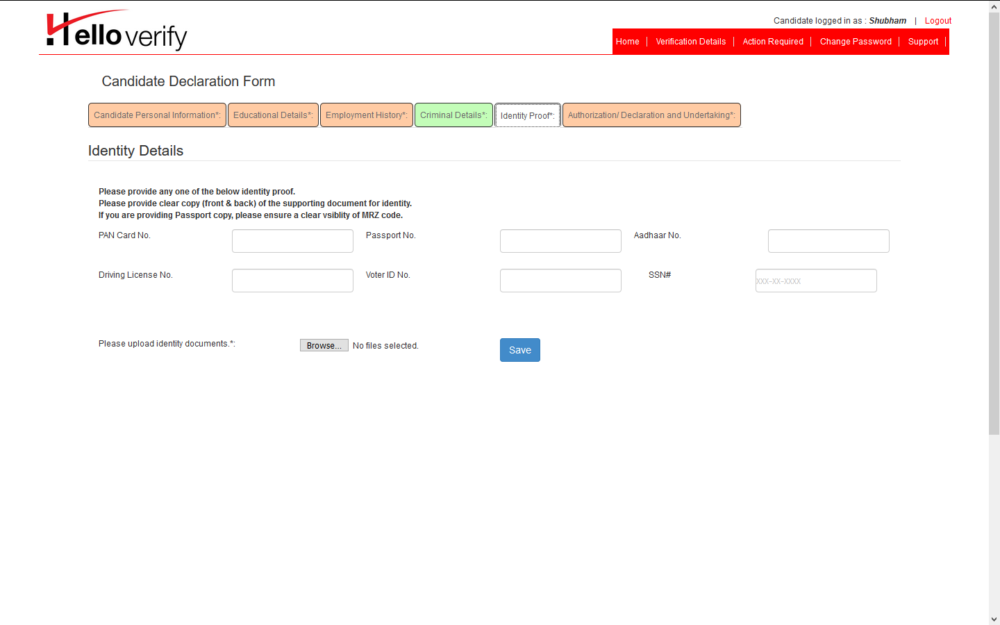 Hello verify
Candidate logged in as : Shubham | Logout
Home | Verification Details | Action Required | Change Password | Support |
Candidate Declaration Form
Candidate Personal Information*: Educational Details*: Employment History*: Criminal Details*: Identity Proof*: Authorization/ Declaration and Undertaking*:
Identity Details
Please provide any one of the below identity proof.
Please provide clear copy (front & back) of the supporting document for identity.
If you are providing Passport copy, please ensure a clear vsiblity of MRZ code.
PAN Card No. Passport No. Aadhaar No.
Driving License No. Voter ID No. SSN# XXX-XX-XXXX
Please upload identity documents.*: Browse... No files selected. Save